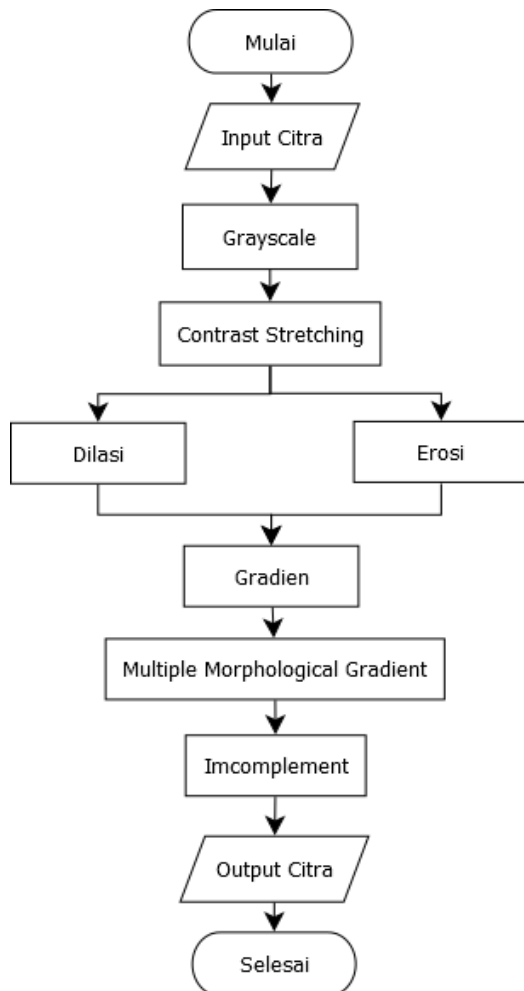 Mulai
Input Citra
Grayscale
Contrast Stretching
Dilasi
Erosi
Gradien
Multiple Morphological Gradient
Imcomplement
Output Citra
Selesai